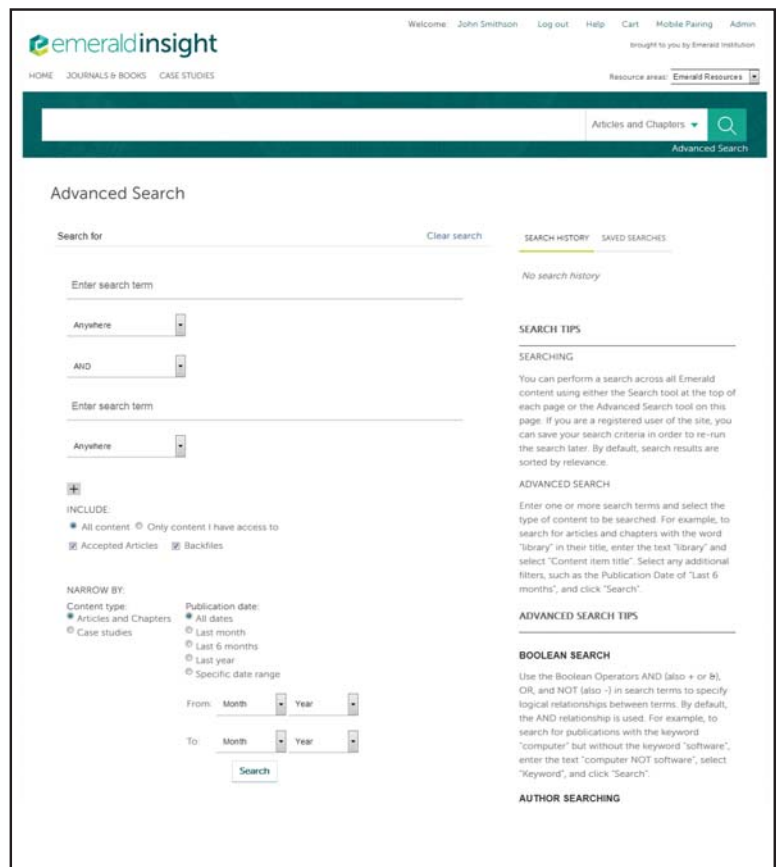 Welcome: John Smithson Log out Help Cart Mobile Pairing Admin
emeraldinsight
brought to you by Emerald Institution
HOME JOURNALS & BOOKS CASE STUDIES
Resource areas: Emerald Resources
Articles and Chapters
Advanced Search
Advanced Search
Search for Clear search
Enter search term
Anywhere
AND
Enter search term
Anywhere
+
INCLUDE:
All content Only content I have access to
Accepted Articles Backfiles
NARROW BY:
Content type:
Articles and Chapters
Case studies
Publication date:
All dates
Last month
Last 6 months
Last year
Specific date range
From: Month Year
To: Month Year
Search
SEARCH HISTORY SAVED SEARCHES
No search history
SEARCH TIPS
SEARCHING
You can perform a search across all Emerald
content using either the Search tool at the top of
each page or the Advanced Search tool on this
page. If you are a registered user of the site, you
can save your search criteria in order to re-run
the search later. By default, search results are
sorted by relevance.
ADVANCED SEARCH
Enter one or more search terms and select the
type of content to be searched. For example, to
search for articles and chapters with the word
"library" in their title, enter the text "library" and
select "Content item title". Select any additional
filters, such as the Publication Date of "Last 6
months", and click "Search".
ADVANCED SEARCH TIPS
BOOLEAN SEARCH
Use the Boolean Operators AND (also + or &),
OR, and NOT (also -) in search terms to specify
logical relationships between terms. By default,
the AND relationship is used. For example, to
search for publications with the keyword
"computer" but without the keyword "software",
enter the text "computer NOT software", select
"Keyword", and click "Search".
AUTHOR SEARCHING